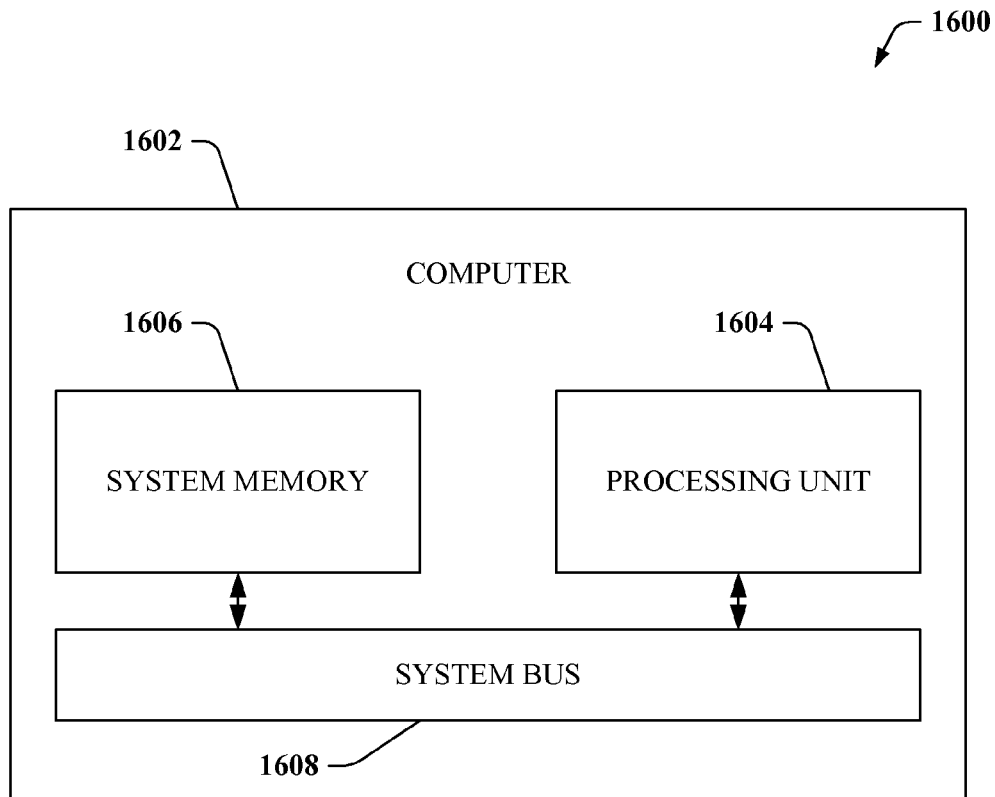 1600
1602
COMPUTER
1606
1604
SYSTEM MEMORY
PROCESSING UNIT
SYSTEM BUS
1608